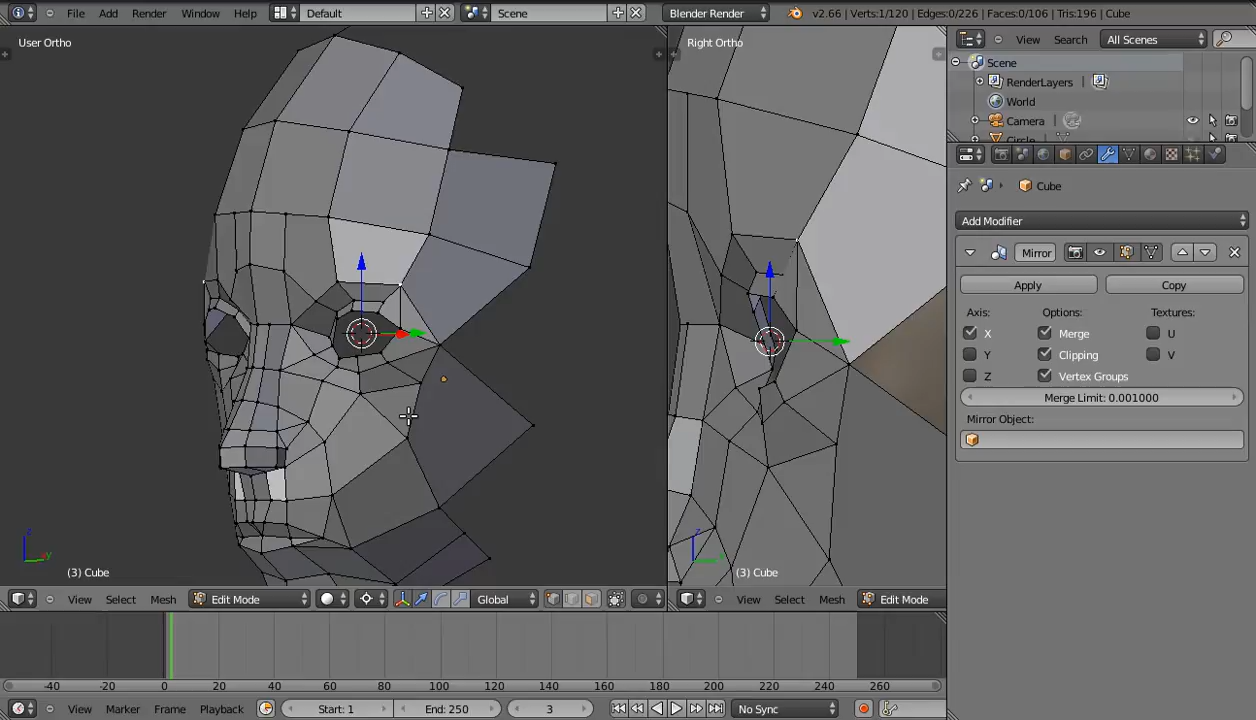 File Add Render Window Help Default Scene Blender Render v2.66 | Verts:1/120 | Edges:0/226 | Faces:0/106 | Tris:196 | Cube
User Ortho
Right Ortho
View Search All Scenes
Scene
RenderLayers
World
Camera
Circle
Cube
Add Modifier
Mirror
Apply Copy
Axis: Options: Textures:
X Merge U
Y Clipping V
Z Vertex Groups
Merge Limit: 0.001000
Mirror Object:
z
y
(3) Cube
z
(3) Cube
View Select Mesh Edit Mode Global
View Select Mesh Edit Mode
-40 -20 0 20 40 60 80 100 120 140 160 180 200 220 240 260
View Marker Frame Playback Start: 1 End: 250 3 No Sync